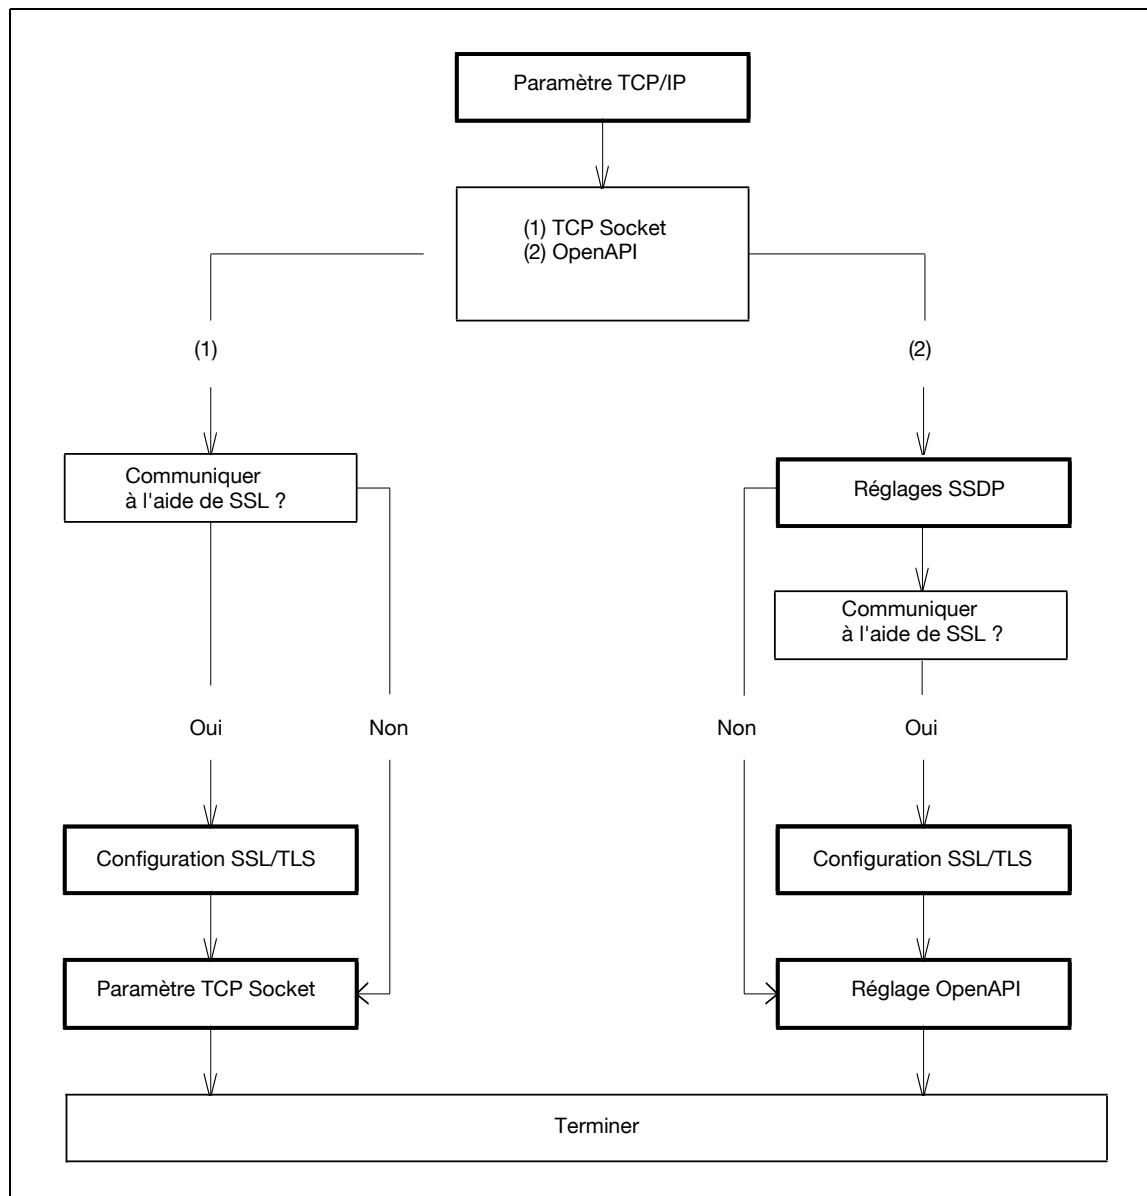 Paramètre TCP/IP
(1) TCP Socket
(2) OpenAPI
(1)
(2)
Communiquer
à l'aide de SSL ?
Réglages SSDP
Communiquer
à l'aide de SSL ?
Oui
Non
Non
Oui
Configuration SSL/TLS
Configuration SSL/TLS
Paramètre TCP Socket
Réglage OpenAPI
Terminer